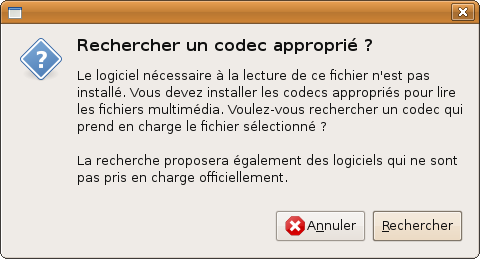 Rechercher un codec approprié ?
Le logiciel nécessaire à la lecture de ce fichier n'est pas
installé. Vous devez installer les codecs appropriés pour lire
les fichiers multimédia. Voulez-vous rechercher un codec qui
prend en charge le fichier sélectionné ?
La recherche proposera également des logiciels qui ne sont
pas pris en charge officiellement.
Annuler
Rechercher